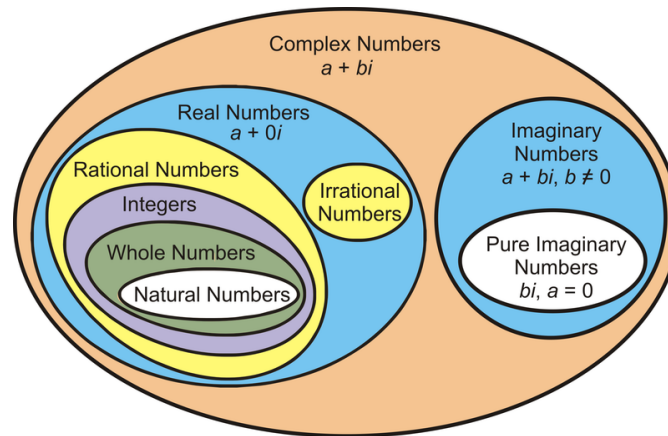 Complex Numbers
a + bi
Real Numbers
a + 0i
Rational Numbers
Irrational
Numbers
Integers
Whole Numbers
Natural Numbers
Imaginary
Numbers
a + bi, b ≠ 0
Pure Imaginary
Numbers
bi, a = 0